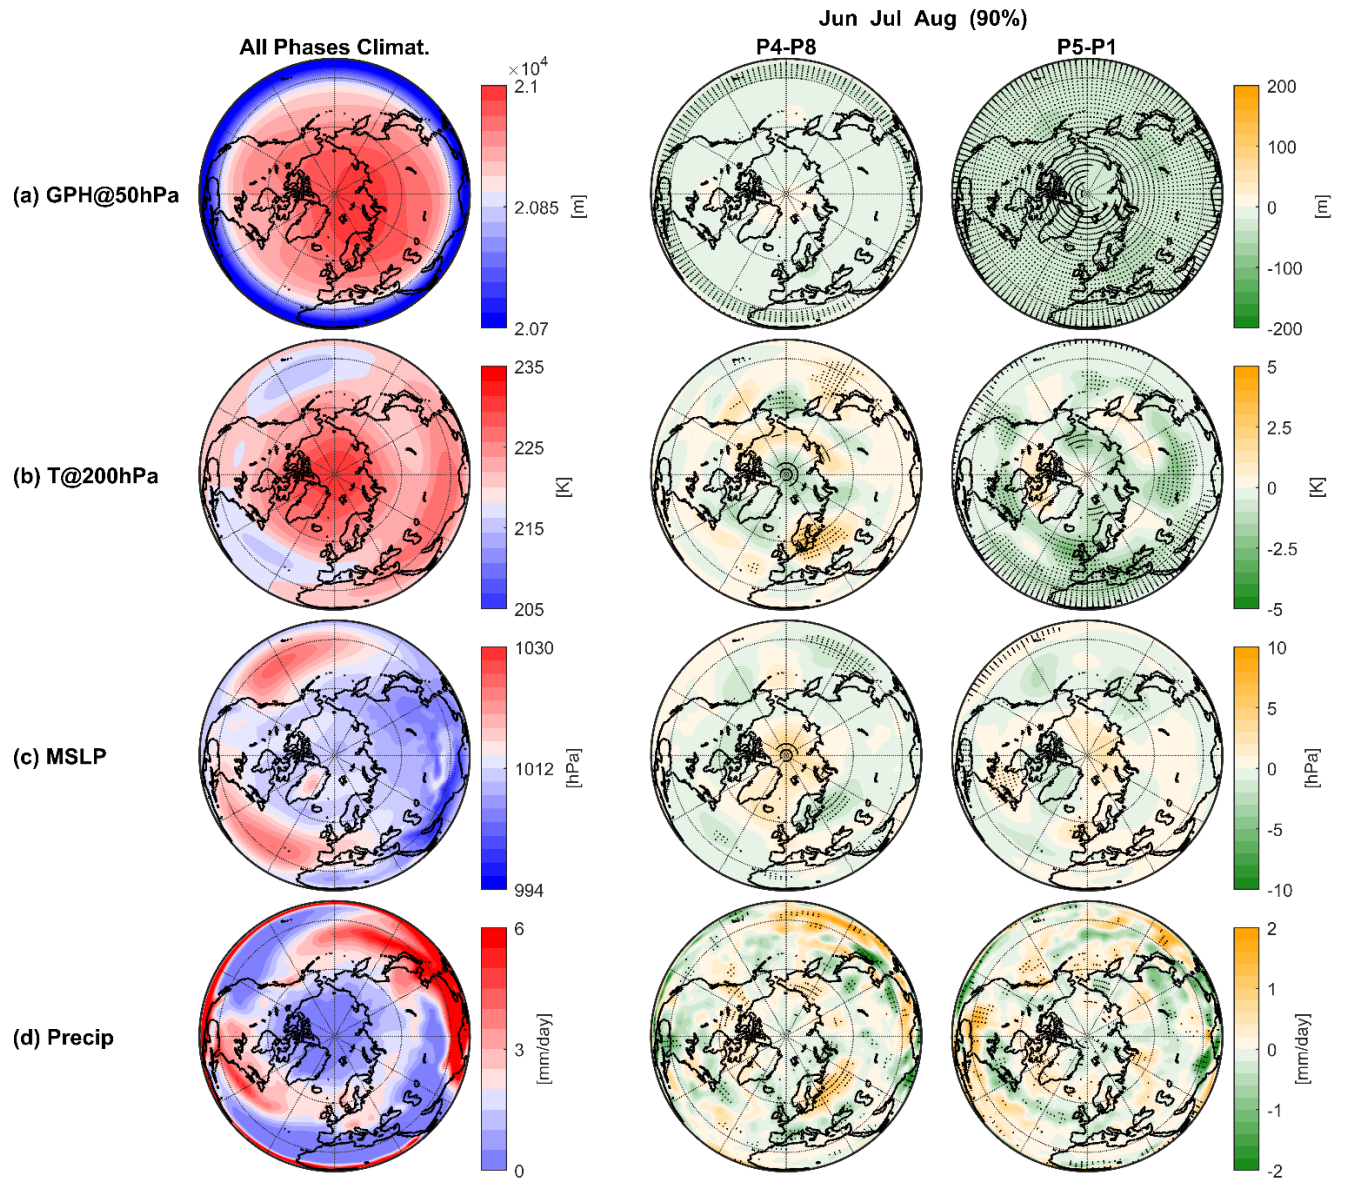 Jun Jul Aug (90%)
All Phases Climat.
P4-P8
P5-P1
×10⁴
(a) GPH@50hPa
2.1
2.085
2.07
[m]
200
100
0
-100
-200
[m]
(b) T@200hPa
235
225
215
205
[K]
5
2.5
0
-2.5
-5
[K]
(c) MSLP
1030
1012
994
[hPa]
10
5
0
-5
-10
[hPa]
(d) Precip
6
3
0
[mm/day]
2
1
0
-1
-2
[mm/day]